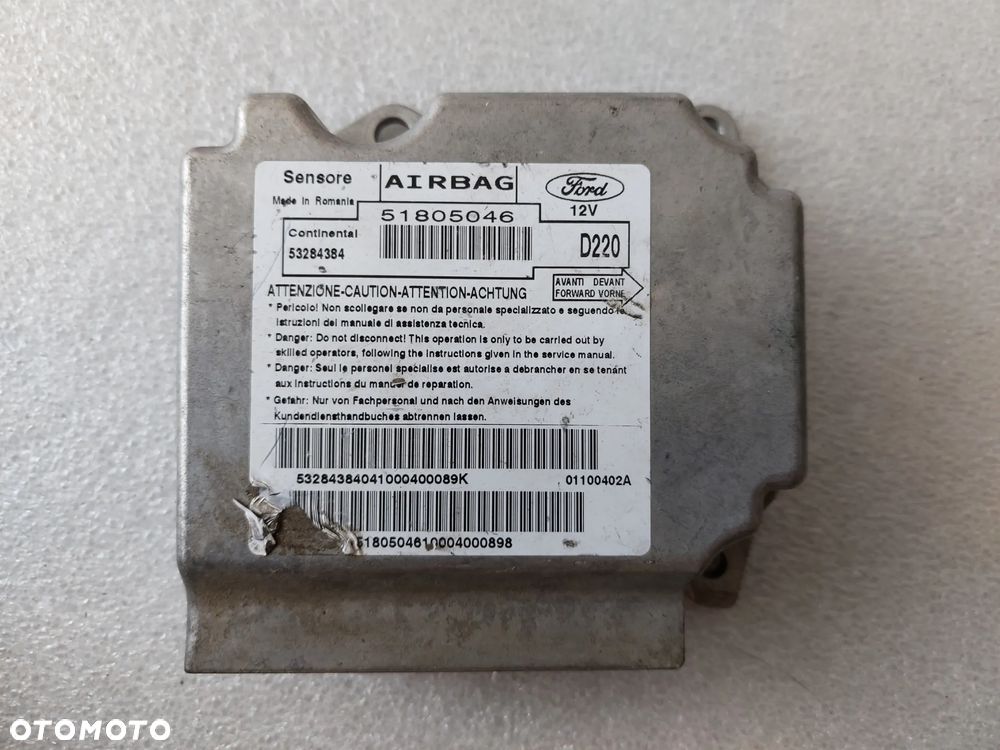 Sensore
AIRBAG
Ford
Made in Romania
51805046
12V
Continental
53284384
D220
ATTENZIONE-CAUTION-ATTENTION-ACHTUNG
AVANTI DEVANT
FORWARD VORNE
* Pericolo! Non scollegare se non da personale specializzato e seguendo le
istruzioni del manuale di assistenza tecnica.
* Danger: Do not disconnect! This operation is only to be carried out by
skilled operators, following the instructions given in the service manual.
* Danger: Seul le personel specialise est autorise a debrancher en se tenant
aux instructions du manuel de reparation.
* Gefahr: Nur von Fachpersonal und nach den Anweisungen des
Kundendiensthandbuches abtrennen lassen.
53284384041000400089K
01100402A
5180504610004000898
OTOMOTO